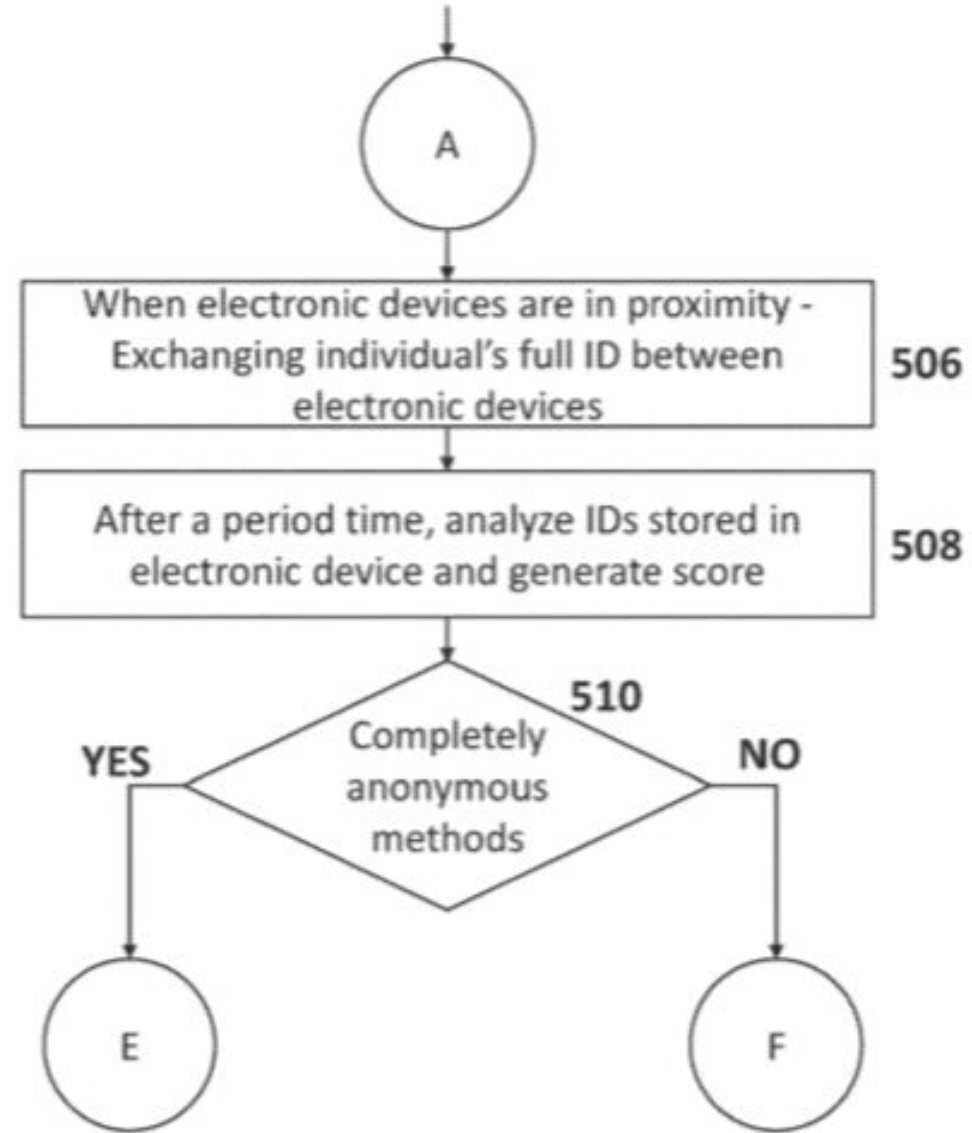 A
When electronic devices are in proximity -
Exchanging individual's full ID between
electronic devices
506
After a period time, analyze IDs stored in
electronic device and generate score
508
510
Completely
anonymous
methods
YES
NO
E
F